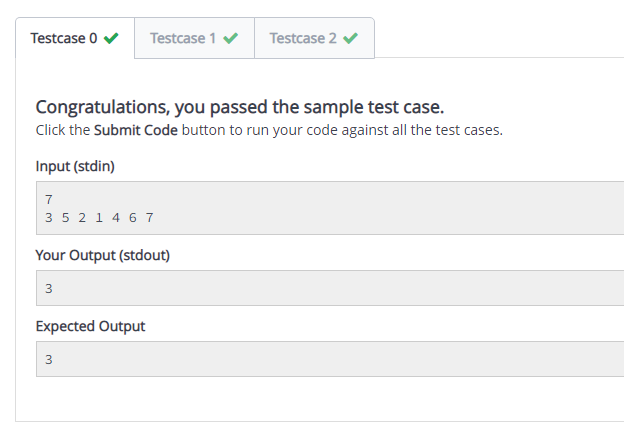 Testcase 0 Testcase 1 Testcase 2
Congratulations, you passed the sample test case.
Click the Submit Code button to run your code against all the test cases.
Input (stdin)
7
3 5 2 1 4 6 7
Your Output (stdout)
3
Expected Output
3